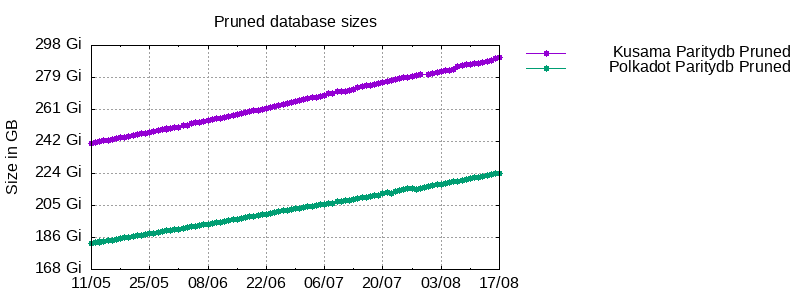 Pruned database sizes
298 Gi
279 Gi
261 Gi
242 Gi
224 Gi
205 Gi
186 Gi
168 Gi
Size in GB
11/05 25/05 08/06 22/06 06/07 20/07 03/08 17/08
Kusama Paritydb Pruned
Polkadot Paritydb Pruned